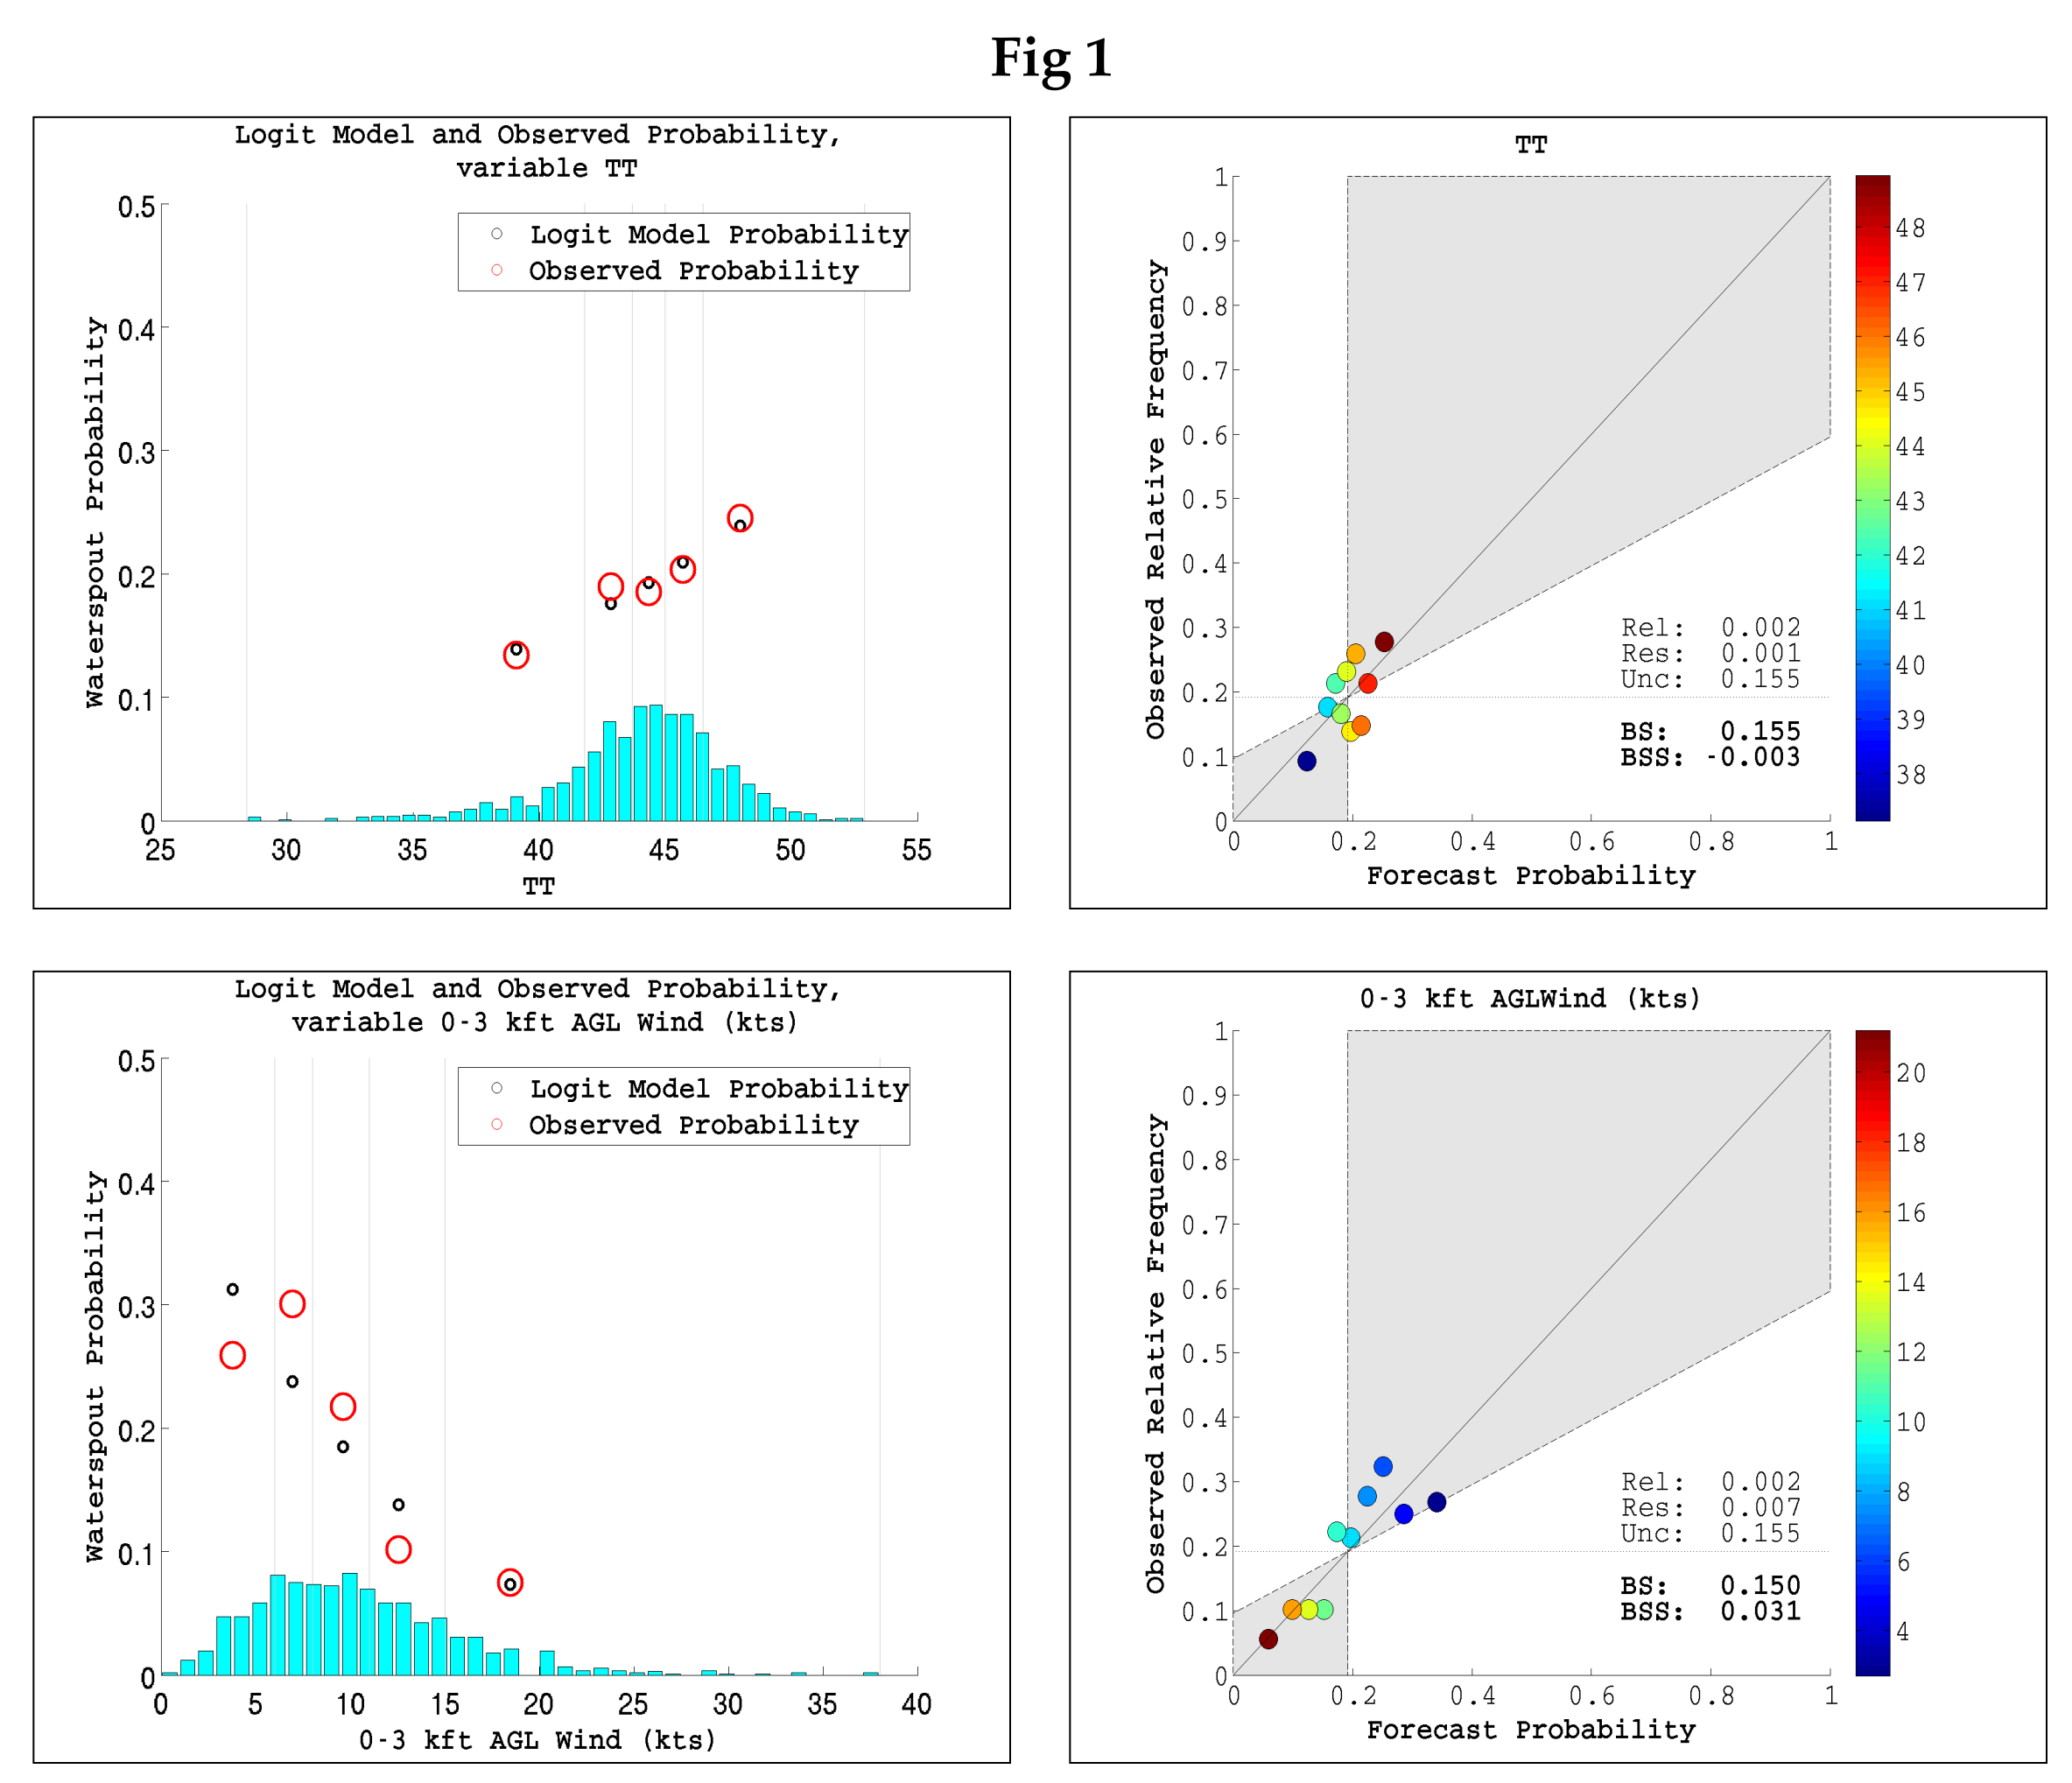 Fig 1
Logit Model and Observed Probability,
variable TT
0.5
0.4
0.3
0.2
0.1
0
Waterspout Probability
Logit Model Probability
Observed Probability
25 30 35 40 45 50 55
TT
TT
1
0.9
0.8
0.7
0.6
0.5
0.4
0.3
0.2
0.1
0
Observed Relative Frequency
Rel: 0.002
Res: 0.001
Unc: 0.155
BS: 0.155
BSS: -0.003
0 0.2 0.4 0.6 0.8 1
Forecast Probability
48
47
46
45
44
43
42
41
40
39
38
Logit Model and Observed Probability,
variable 0-3 kft AGL Wind (kts)
0.5
0.4
0.3
0.2
0.1
0
Waterspout Probability
Logit Model Probability
Observed Probability
0 5 10 15 20 25 30 35 40
0-3 kft AGL Wind (kts)
0-3 kft AGLWind (kts)
1
0.9
0.8
0.7
0.6
0.5
0.4
0.3
0.2
0.1
0
Observed Relative Frequency
Rel: 0.002
Res: 0.007
Unc: 0.155
BS: 0.150
BSS: 0.031
0 0.2 0.4 0.6 0.8 1
Forecast Probability
20
18
16
14
12
10
8
6
4